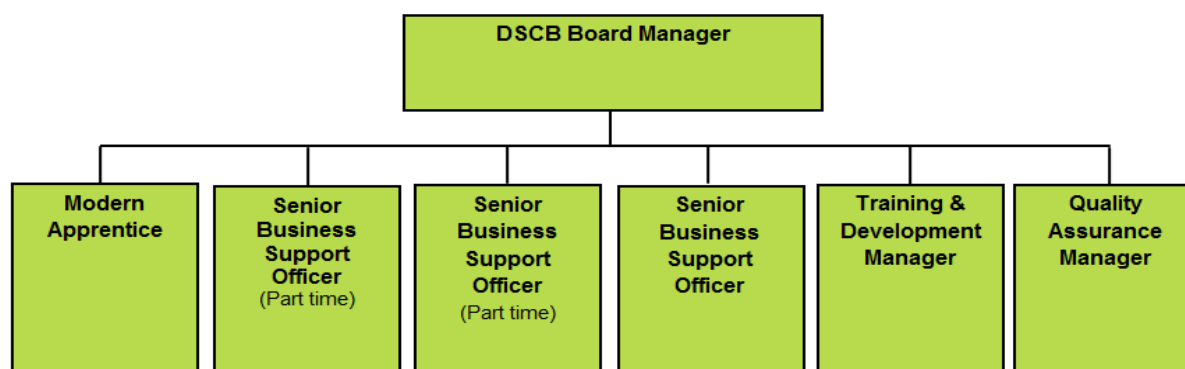 DSCB Board Manager
Modern
Apprentice
Senior
Business
Support
Officer
(Part time)
Senior
Business
Support
Officer
(Part time)
Senior
Business
Support
Officer
Training &
Development
Manager
Quality
Assurance
Manager